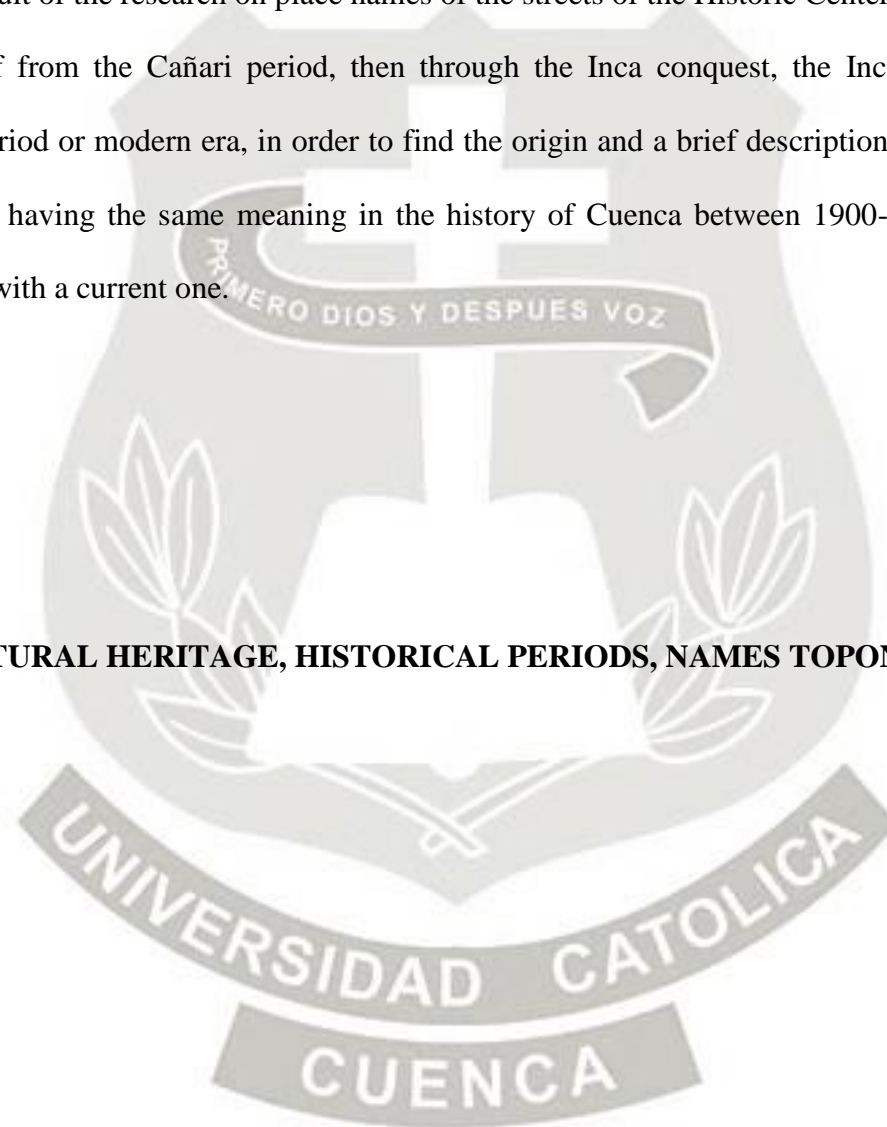 of the research on place names of the streets of the Historic Center
from the Cañari period, then through the Inca conquest, the Inc
riod or modern era, in order to find the origin and a brief description
having the same meaning in the history of Cuenca between 1900-
with a current one.
PRIMERO DIOS Y DESPUES VOZ
TURAL HERITAGE, HISTORICAL PERIODS, NAMES TOPON
UNIVERSIDAD CATOLICA
CUENCA